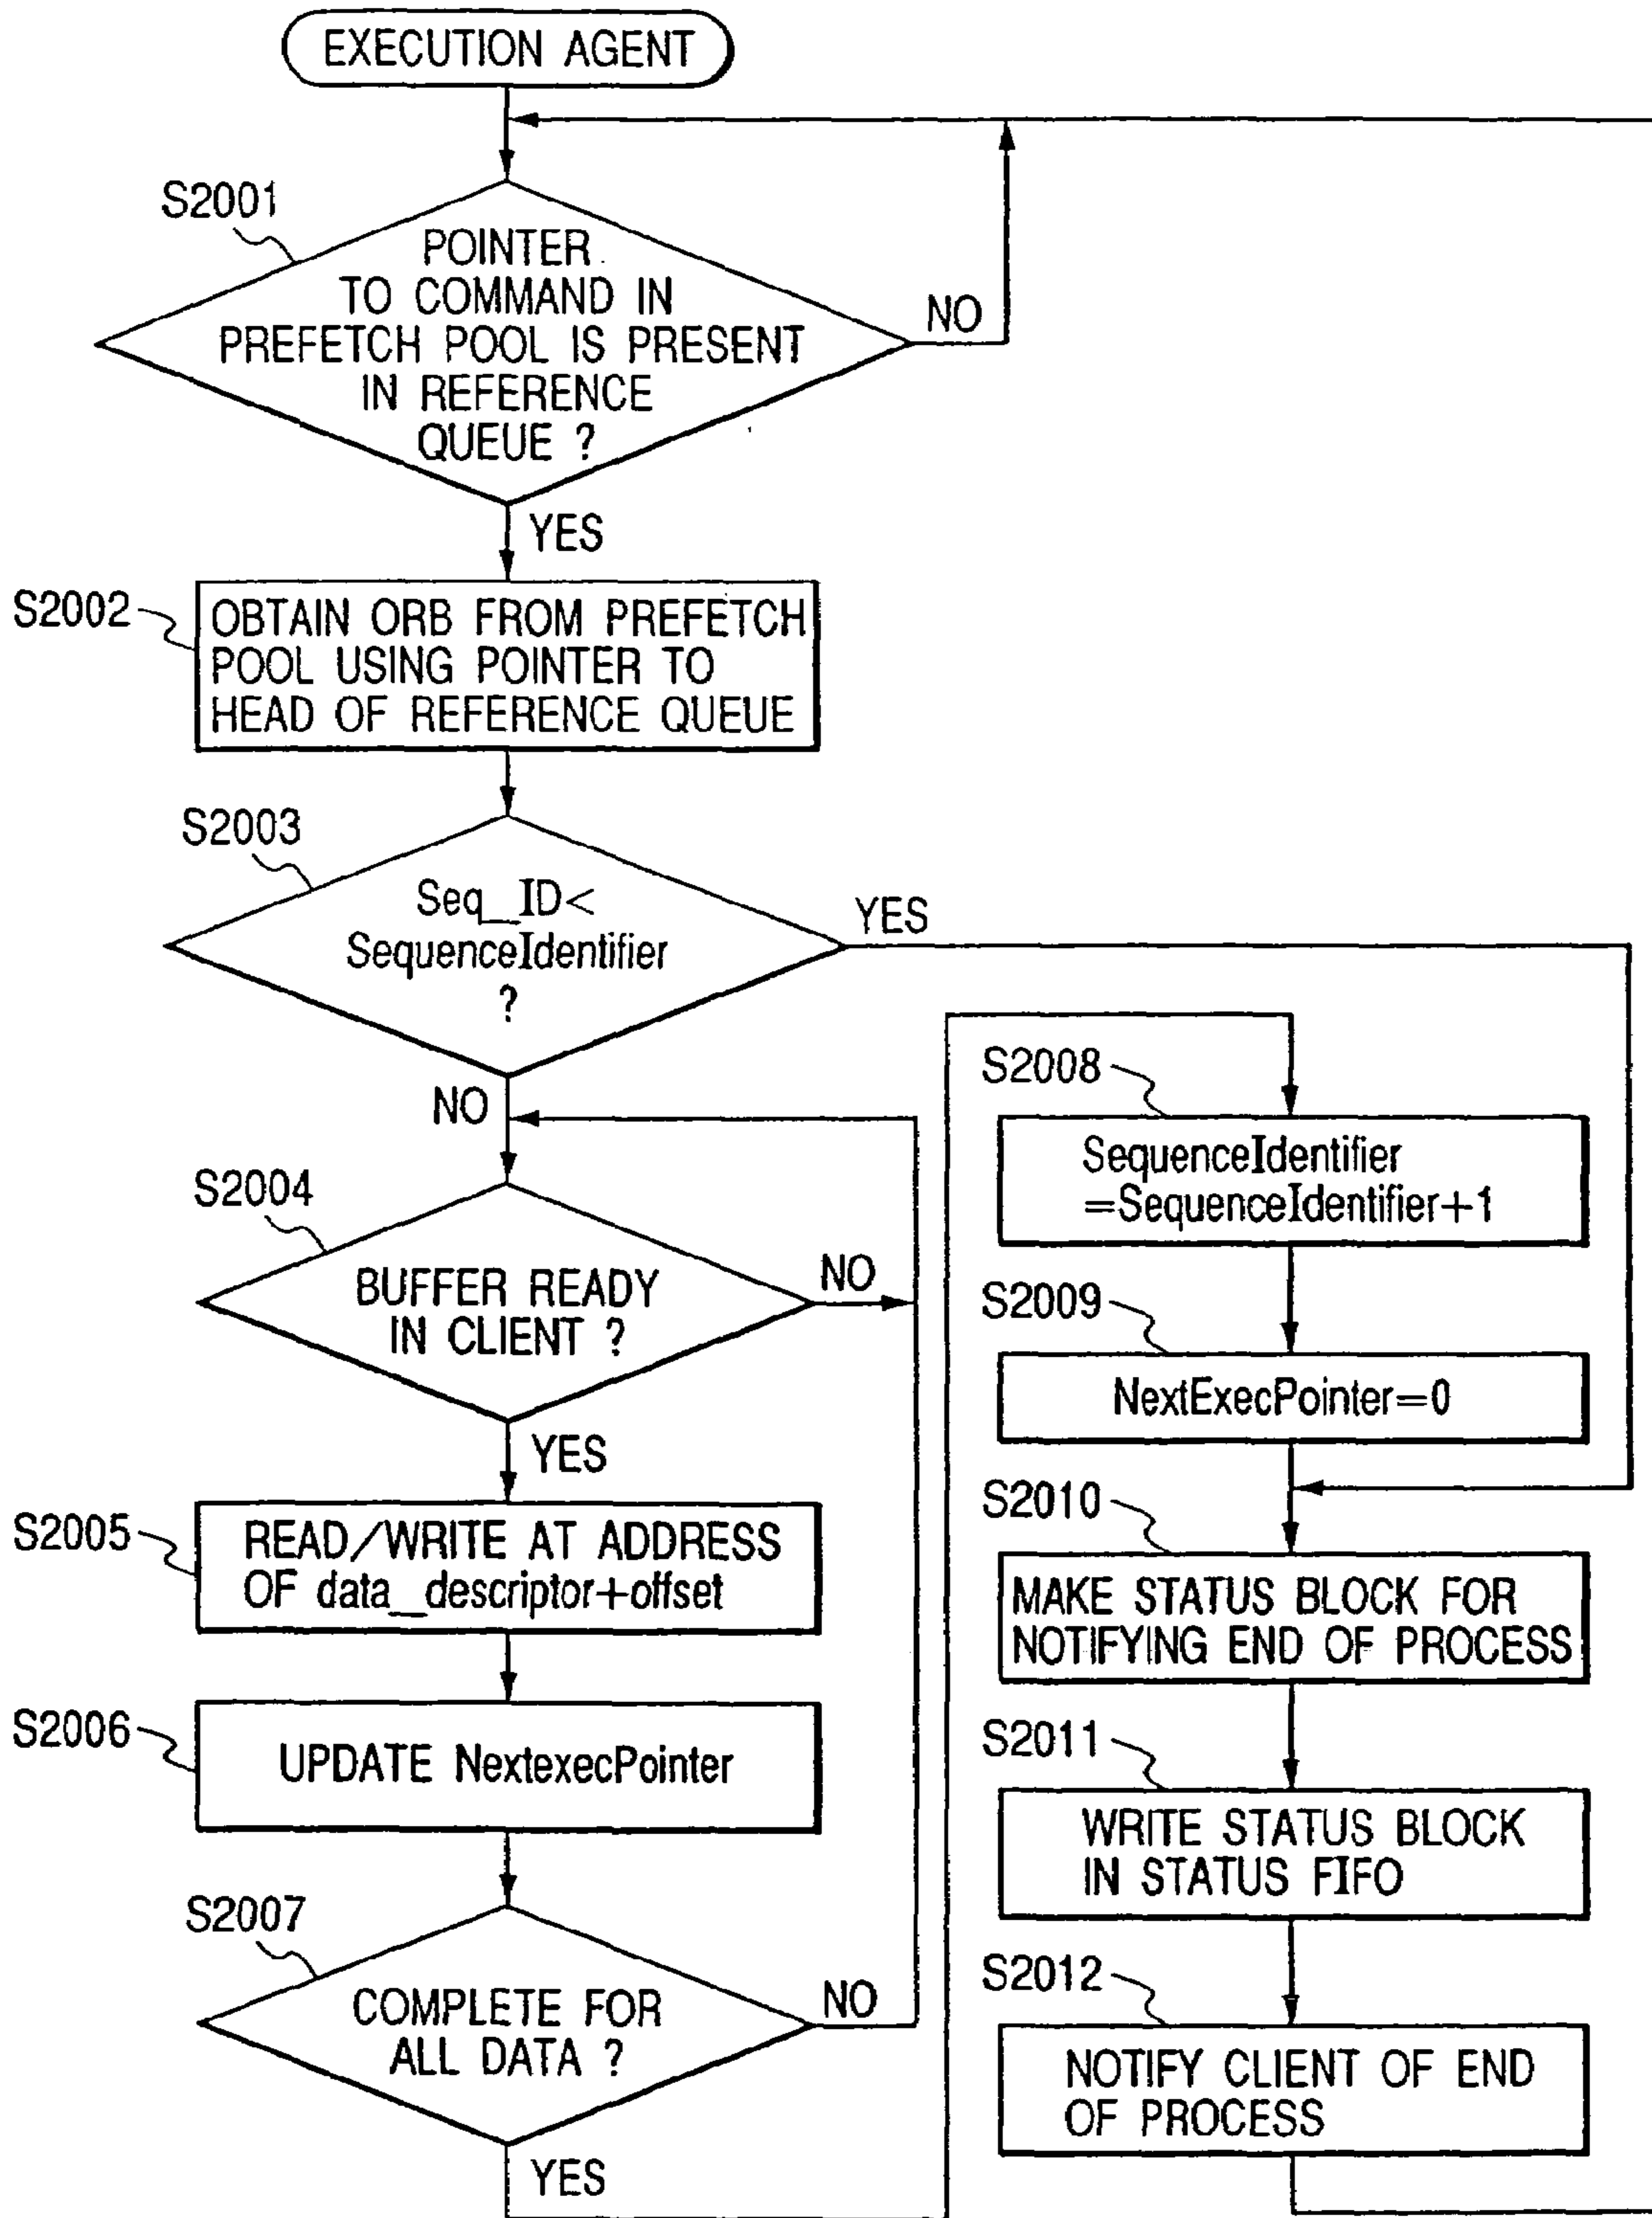 EXECUTION AGENT
S2001
POINTER
TO COMMAND IN
PREFETCH POOL IS PRESENT
IN REFERENCE
QUEUE ?
NO
YES
S2002
OBTAIN ORB FROM PREFETCH
POOL USING POINTER TO
HEAD OF REFERENCE QUEUE
S2003
Seq_ID<
SequenceIdentifier
?
YES
NO
S2004
BUFFER READY
IN CLIENT ?
NO
YES
S2005
READ/WRITE AT ADDRESS
OF data_descriptor+offset
S2006
UPDATE NextexecPointer
S2007
COMPLETE FOR
ALL DATA ?
NO
YES
S2008
SequenceIdentifier
=SequenceIdentifier+1
S2009
NextExecPointer=0
S2010
MAKE STATUS BLOCK FOR
NOTIFYING END OF PROCESS
S2011
WRITE STATUS BLOCK
IN STATUS FIFO
S2012
NOTIFY CLIENT OF END
OF PROCESS